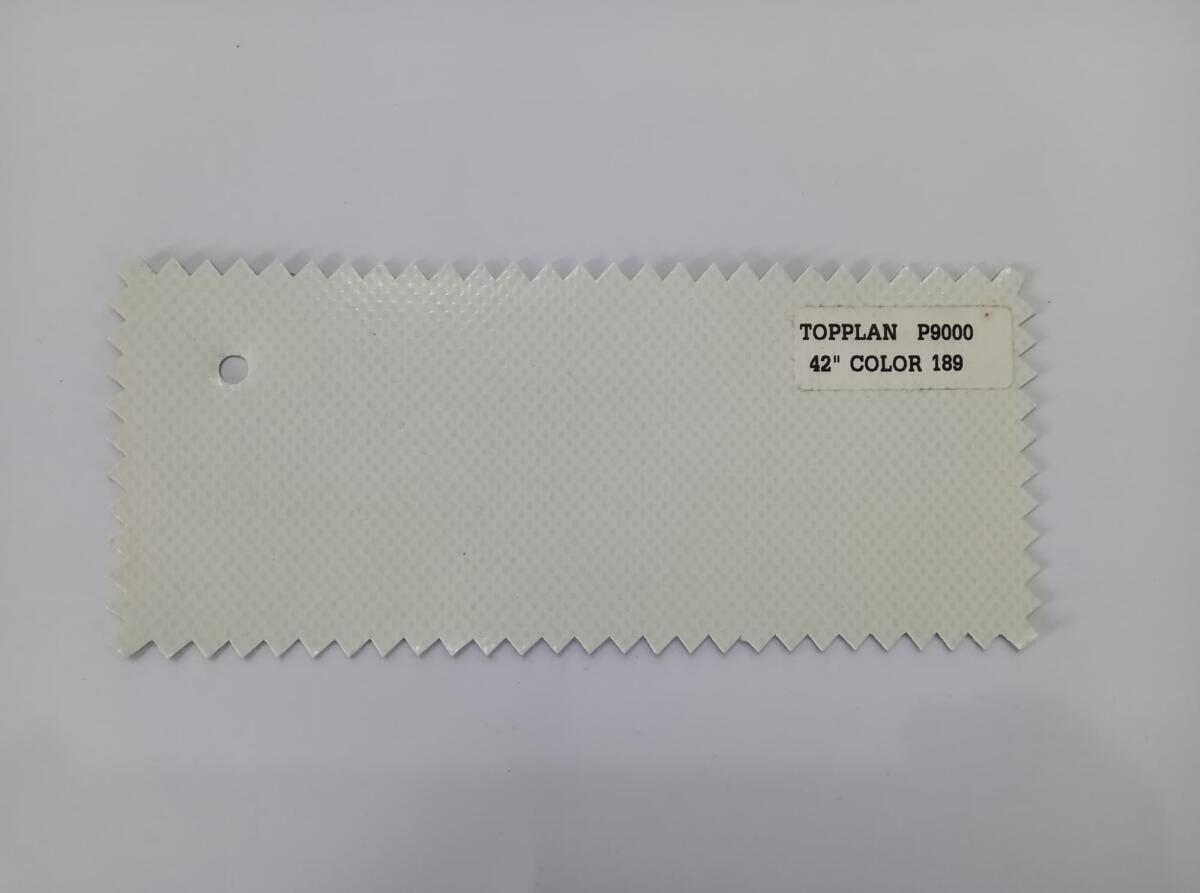 TOPPLAN P9000
42" COLOR 189